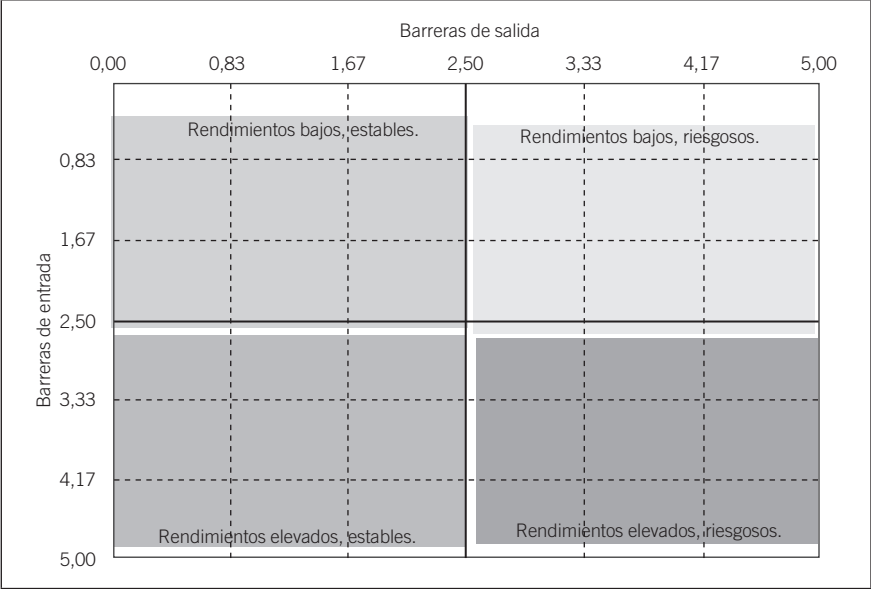 Barreras de salida
0,00 0,83 1,67 2,50 3,33 4,17 5,00
Rendimientos bajos, estables.
Rendimientos bajos, riesgosos.
0,83
1,67
Barreras de entrada
2,50
3,33
4,17
Rendimientos elevados, estables.
Rendimientos elevados, riesgosos.
5,00